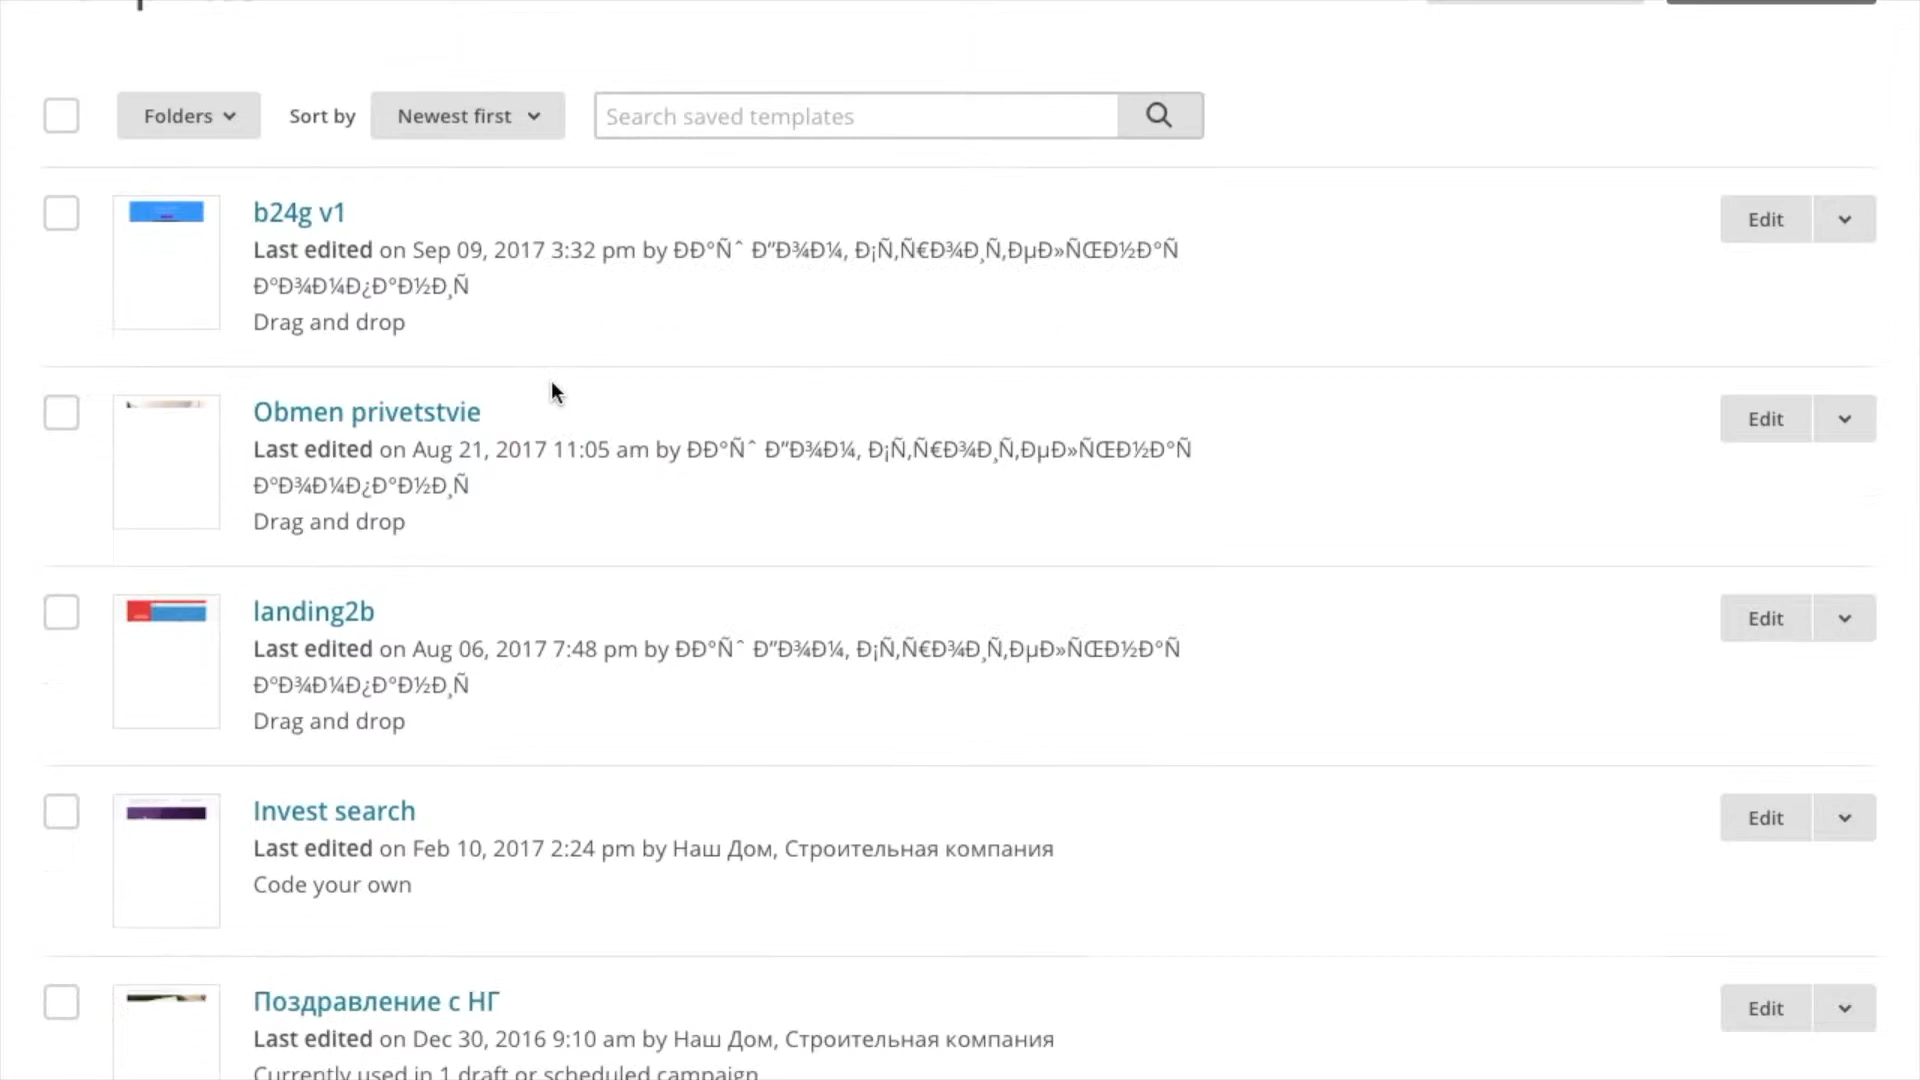 Folders
Sort by
Newest first
Search saved templates
b24g v1
Edit
Last edited on Sep 09, 2017 3:32 pm by ÐÐ°Ñˆ Ð”Ð¾Ð¼, Ð¡Ñ‚Ñ€Ð¾Ð¸Ñ‚ÐµÐ»ÑŒÐ½Ð°Ñ
ÐºÐ¾Ð¼Ð¿Ð°Ð½Ð¸Ñ
Drag and drop
Obmen privetstvie
Edit
Last edited on Aug 21, 2017 11:05 am by ÐÐ°Ñˆ Ð”Ð¾Ð¼, Ð¡Ñ‚Ñ€Ð¾Ð¸Ñ‚ÐµÐ»ÑŒÐ½Ð°Ñ
ÐºÐ¾Ð¼Ð¿Ð°Ð½Ð¸Ñ
Drag and drop
landing2b
Edit
Last edited on Aug 06, 2017 7:48 pm by ÐÐ°Ñˆ Ð”Ð¾Ð¼, Ð¡Ñ‚Ñ€Ð¾Ð¸Ñ‚ÐµÐ»ÑŒÐ½Ð°Ñ
ÐºÐ¾Ð¼Ð¿Ð°Ð½Ð¸Ñ
Drag and drop
Invest search
Edit
Last edited on Feb 10, 2017 2:24 pm by Наш Дом, Строительная компания
Code your own
Поздравление с НГ
Edit
Last edited on Dec 30, 2016 9:10 am by Наш Дом, Строительная компания
Currently used in 1 draft or scheduled campaign